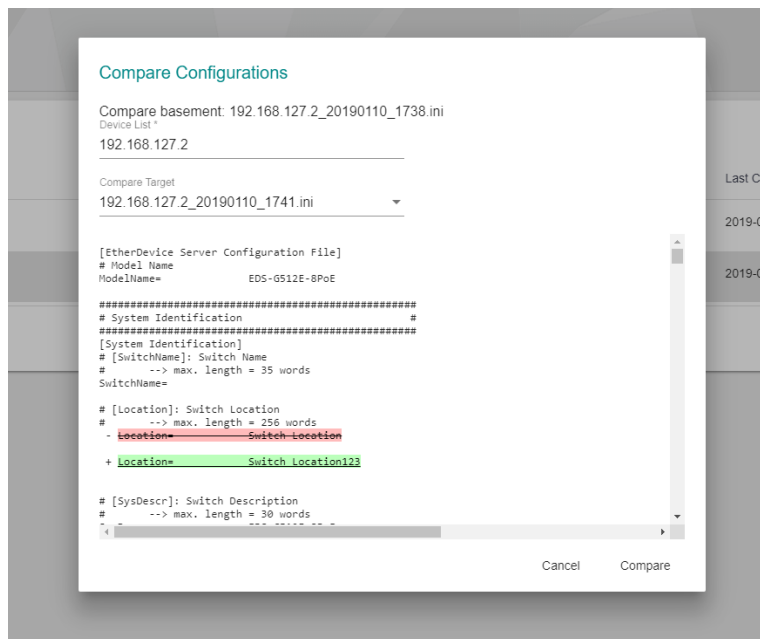 Compare Configurations
Compare basement: 192.168.127.2_20190110_1738.ini
Device List *
192.168.127.2
Compare Target
192.168.127.2_20190110_1741.ini
[EtherDevice Server Configuration File]
# Model Name
ModelName= EDS-G512E-8PoE
###################################################
# System Identification #
###################################################
[System Identification]
# [SwitchName]: Switch Name
# --> max. length = 35 words
SwitchName=
# [Location]: Switch Location
# --> max. length = 256 words
- Location= Switch Location
+ Location= Switch Location123
# [SysDescr]: Switch Description
# --> max. length = 30 words
Cancel Compare
Last C
2019-0
2019-0